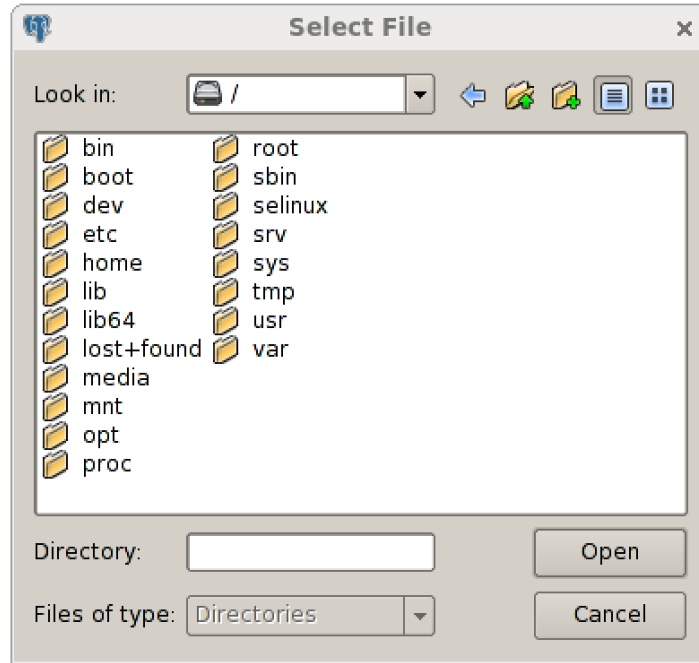 Select File
Look in: /
bin
boot
dev
etc
home
lib
lib64
lost+found
media
mnt
opt
proc
root
sbin
selinux
srv
sys
tmp
usr
var
Directory:
Open
Files of type: Directories
Cancel